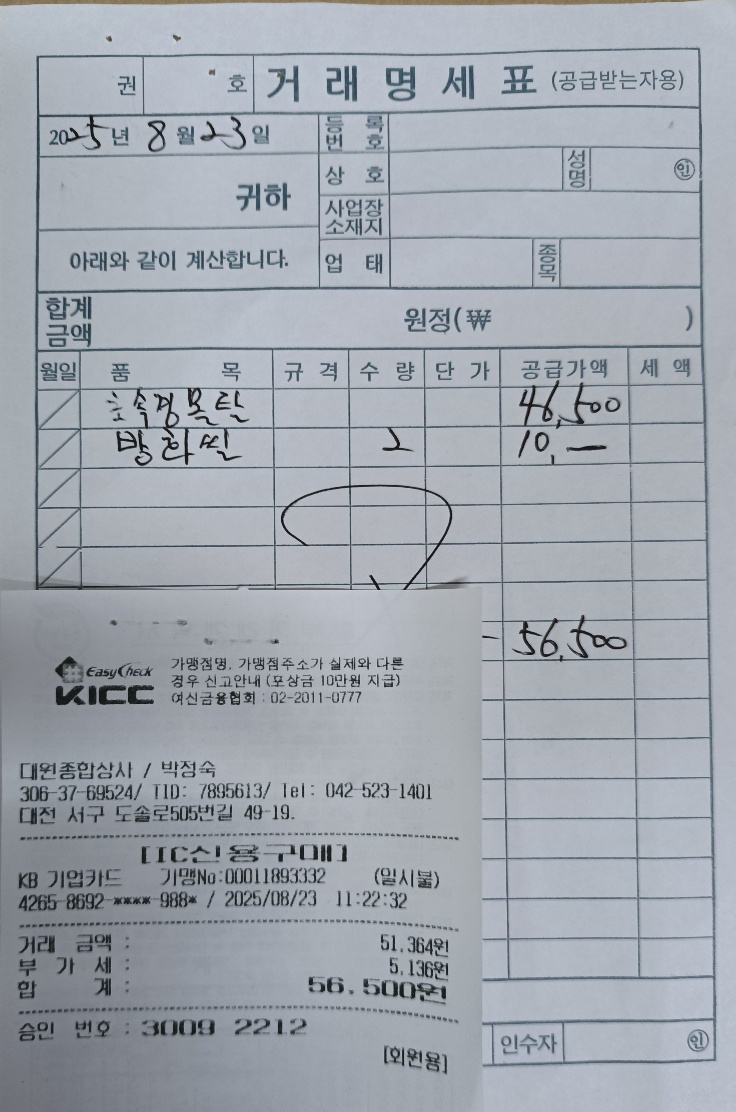 권 호 거 래 명 세 표 (공급받는자용)
2025년 8월 23일
등 록 번 호
상 호 성명 인
귀하
사업장 소재지
아래와 같이 계산합니다.
업 태 종목
합계 금액 원정(₩ )
월일 품 목 규 격 수 량 단 가 공급가액 세 액
초속경몰탈 46,500
방화씰 2 10,—
- 56,500
EasyCheck
KICC
가맹점명, 가맹점주소가 실제와 다른
경우 신고안내 (포상금 10만원 지급)
여신금융협회 : 02-2011-0777
대원종합상사 / 박정숙
306-37-69524/ TID: 7895613/ Tel: 042-523-1401
대전 서구 도솔로505번길 49-19.
[IC신용구매]
KB 기업카드 가맹No:00011893332 (일시불)
4265-8692-****-988* / 2025/08/23 11:22:32
거래 금액 : 51,364원
부 가 세 : 5,136원
합 계 : 56,500원
승인 번호 : 3009 2212
[회원용]
인수자 인